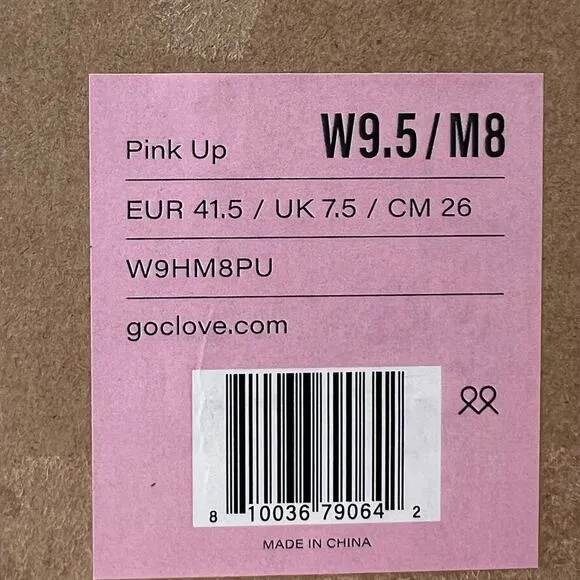 Pink Up W9.5/M8
EUR 41.5 / UK 7.5 / CM 26
W9HM8PU
goclove.com
8 10036 79064 2
MADE IN CHINA